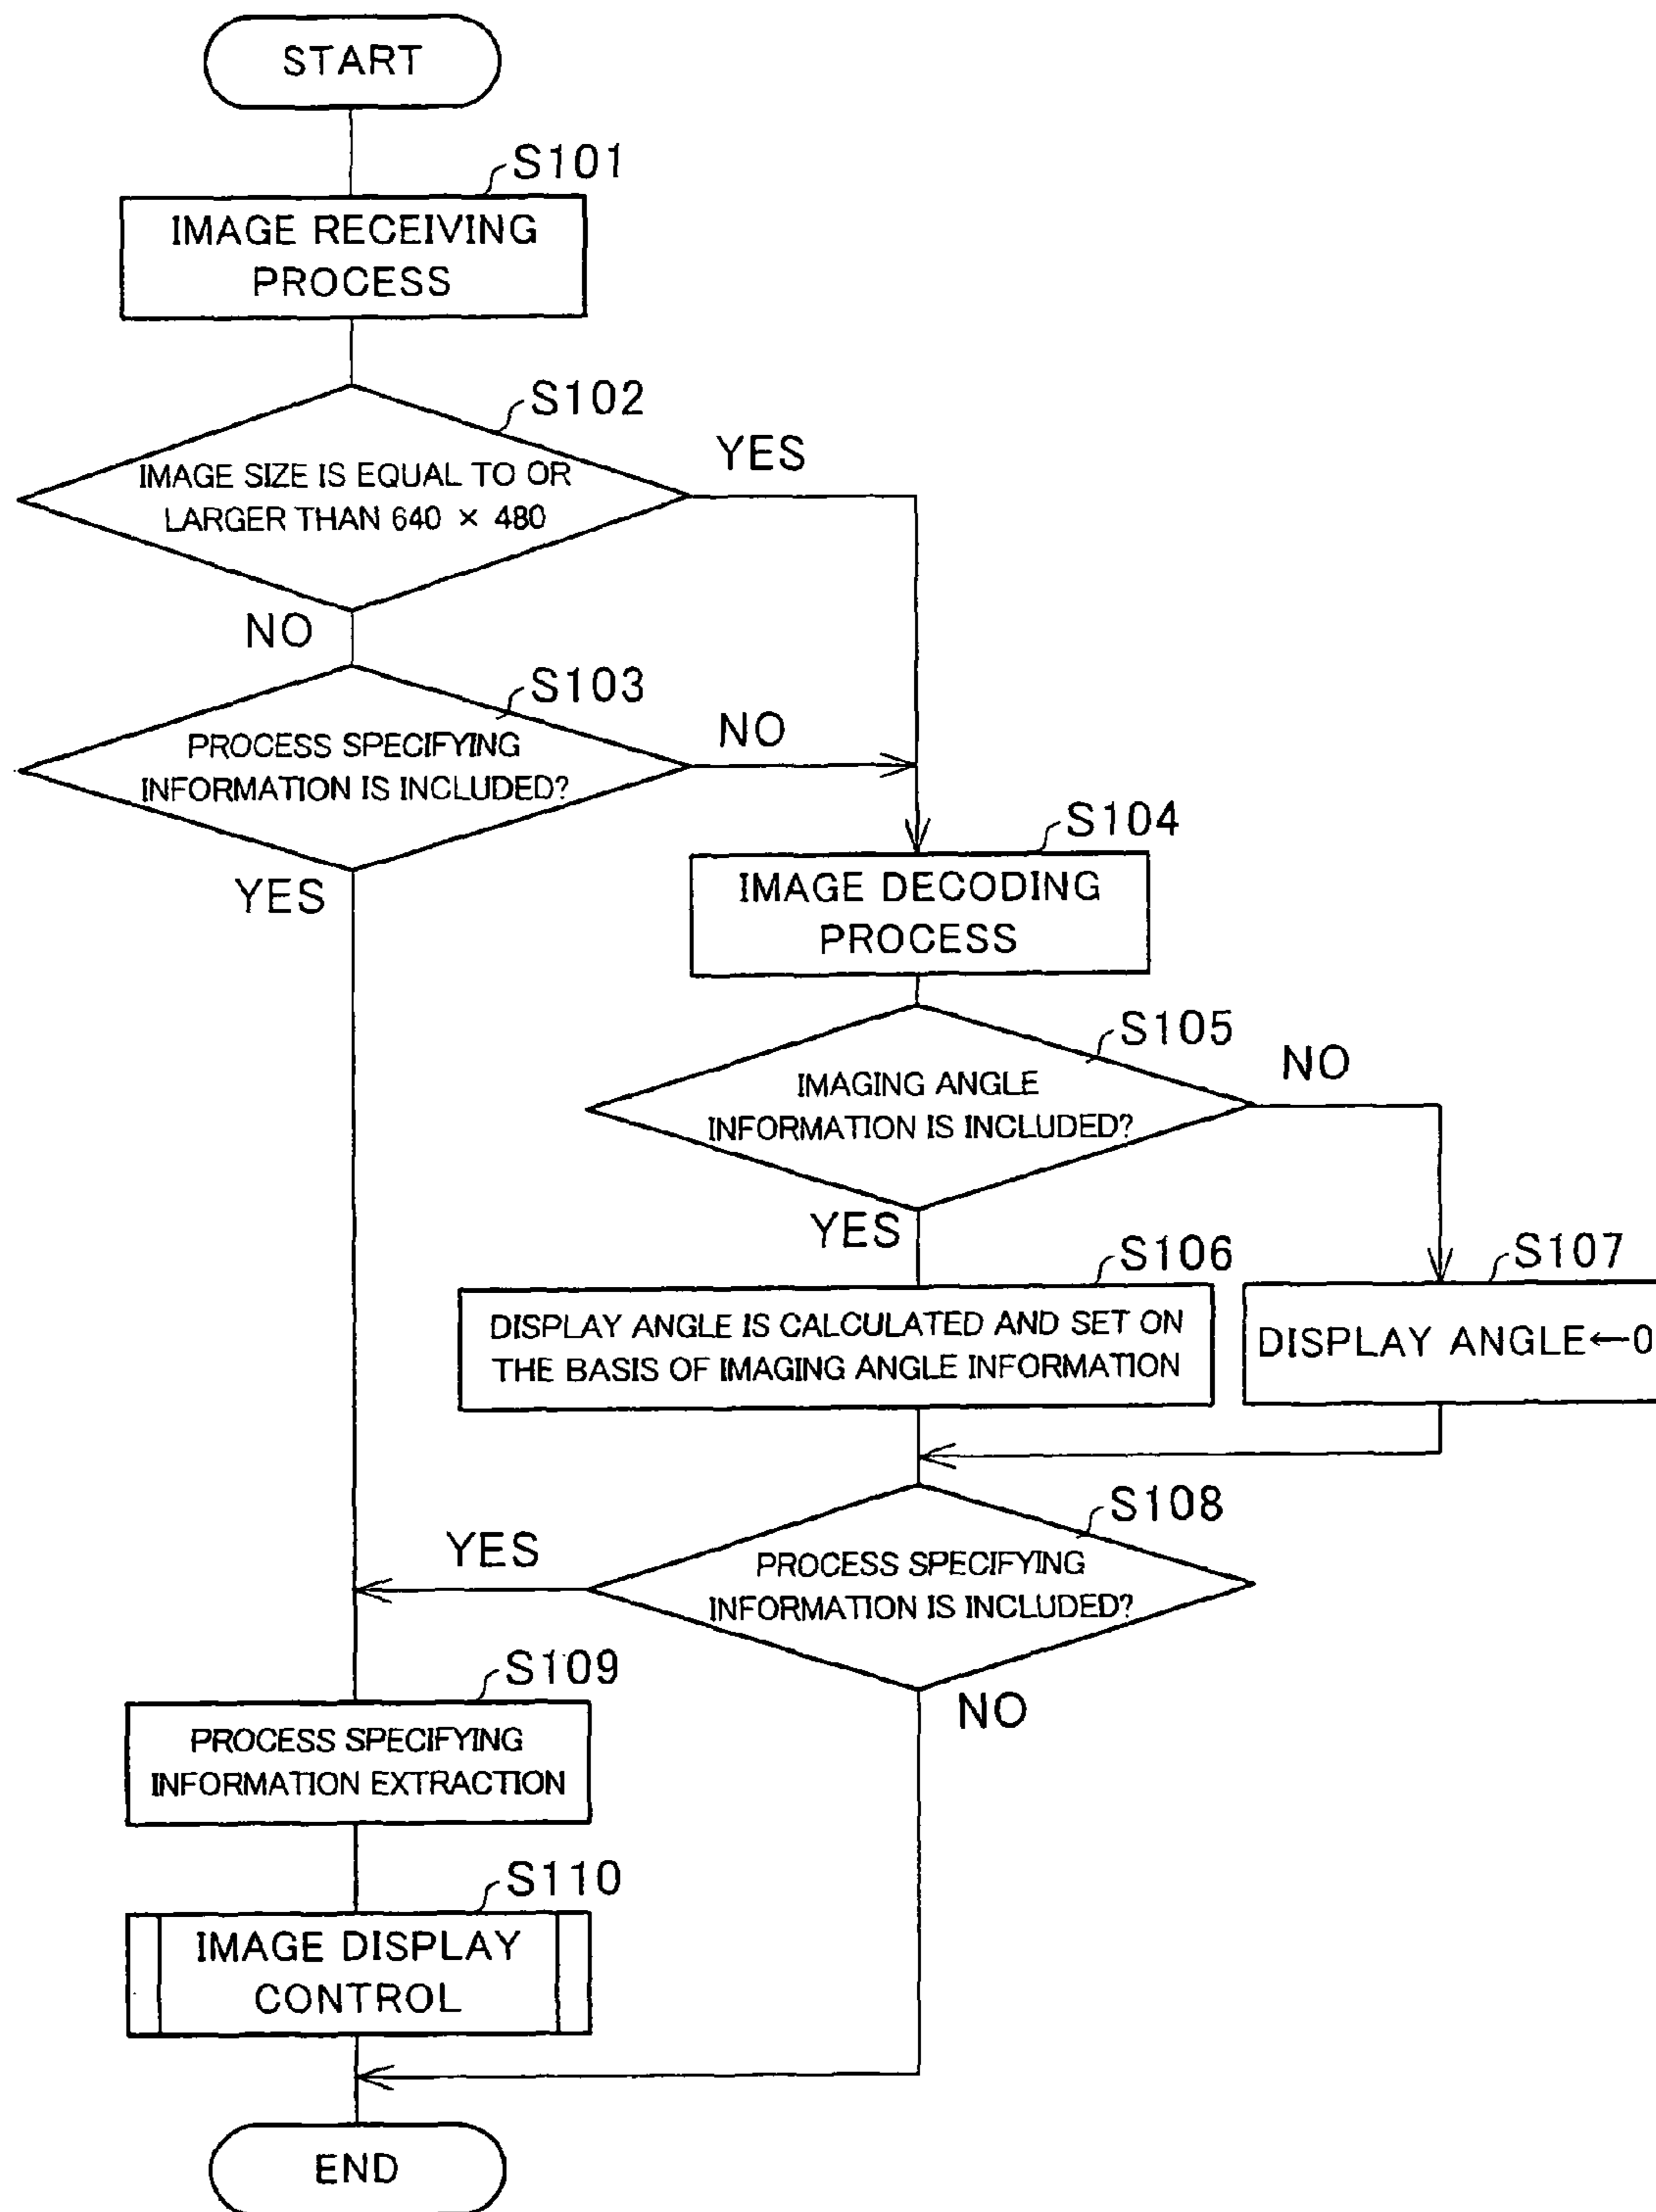 START
S101
IMAGE RECEIVING
PROCESS
S102
IMAGE SIZE IS EQUAL TO OR
LARGER THAN 640 × 480
YES
NO
S103
PROCESS SPECIFYING
INFORMATION IS INCLUDED?
NO
YES
S104
IMAGE DECODING
PROCESS
S105
IMAGING ANGLE
INFORMATION IS INCLUDED?
NO
YES
S106
DISPLAY ANGLE IS CALCULATED AND SET ON
THE BASIS OF IMAGING ANGLE INFORMATION
S107
DISPLAY ANGLE←0
S108
PROCESS SPECIFYING
INFORMATION IS INCLUDED?
YES
NO
S109
PROCESS SPECIFYING
INFORMATION EXTRACTION
S110
IMAGE DISPLAY
CONTROL
END